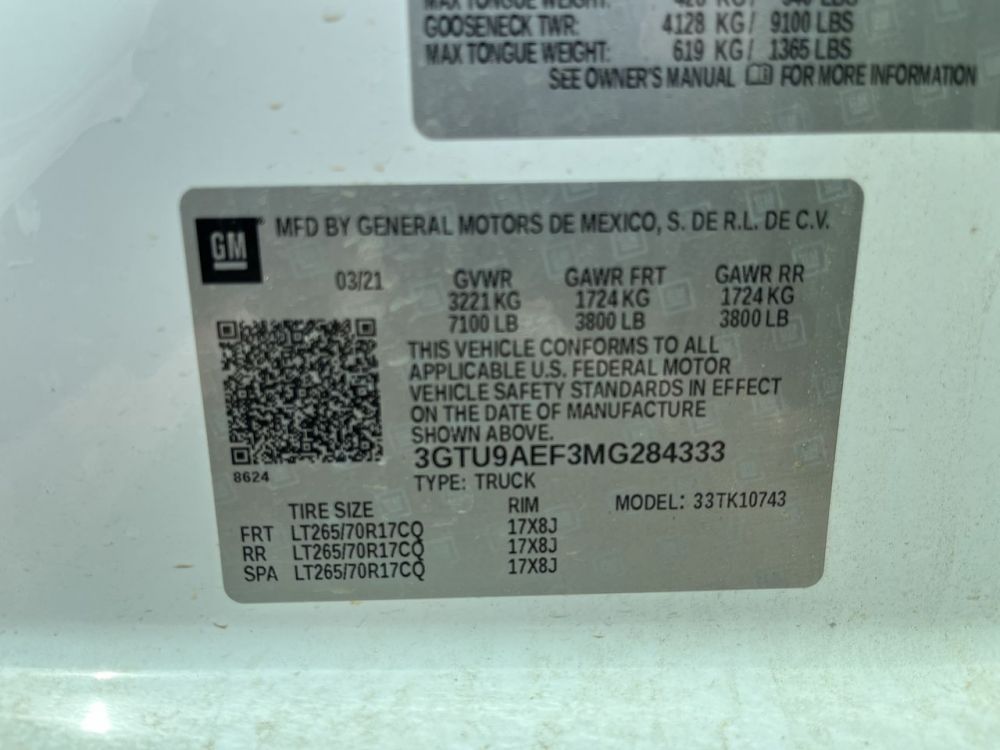 MAX TONGUE WEIGHT:
GOOSENECK TWR: 4128 KG/ 9100 LBS
MAX TONGUE WEIGHT: 619 KG/ 1365 LBS
SEE OWNER'S MANUAL FOR MORE INFORMATION
GM MFD BY GENERAL MOTORS DE MEXICO, S. DE R.L. DE C.V.
03/21 GVWR GAWR FRT GAWR RR
3221 KG 1724 KG 1724 KG
7100 LB 3800 LB 3800 LB
THIS VEHICLE CONFORMS TO ALL
APPLICABLE U.S. FEDERAL MOTOR
VEHICLE SAFETY STANDARDS IN EFFECT
ON THE DATE OF MANUFACTURE
SHOWN ABOVE.
3GTU9AEF3MG284333
8624
TYPE: TRUCK
TIRE SIZE RIM MODEL: 33TK10743
FRT LT265/70R17CQ 17X8J
RR LT265/70R17CQ 17X8J
SPA LT265/70R17CQ 17X8J